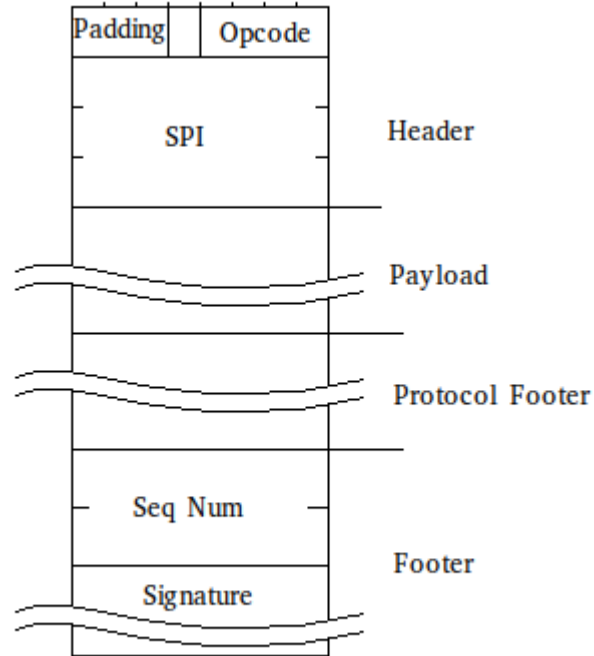 Padding Opcode
SPI
Header
Payload
Protocol Footer
Seq Num
Footer
Signature